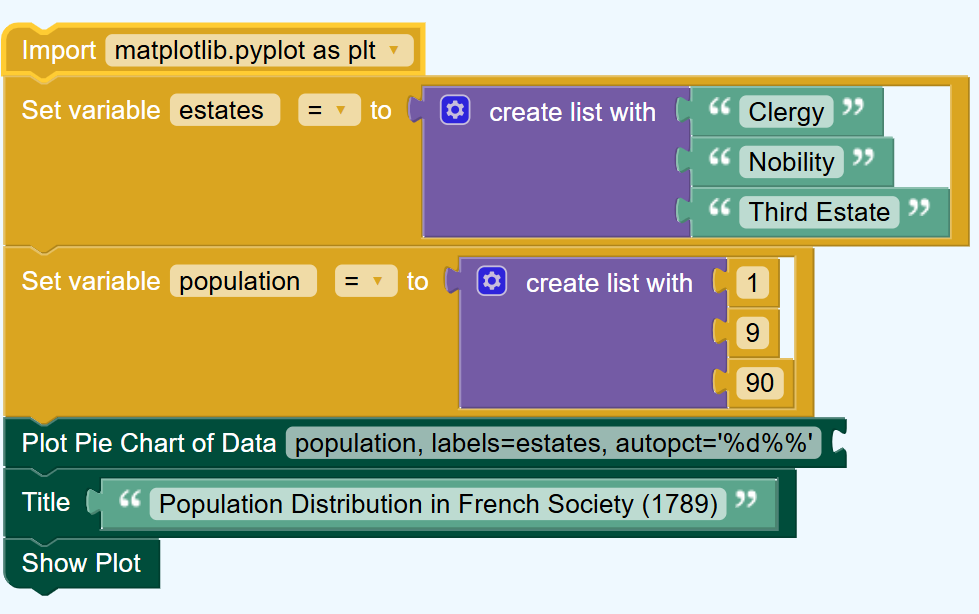 Import matplotlib.pyplot as plt
Set variable estates = to create list with “ Clergy ”
“ Nobility ”
“ Third Estate ”
Set variable population = to create list with 1
9
90
Plot Pie Chart of Data population, labels=estates, autopct='%d%%'
Title “ Population Distribution in French Society (1789) ”
Show Plot